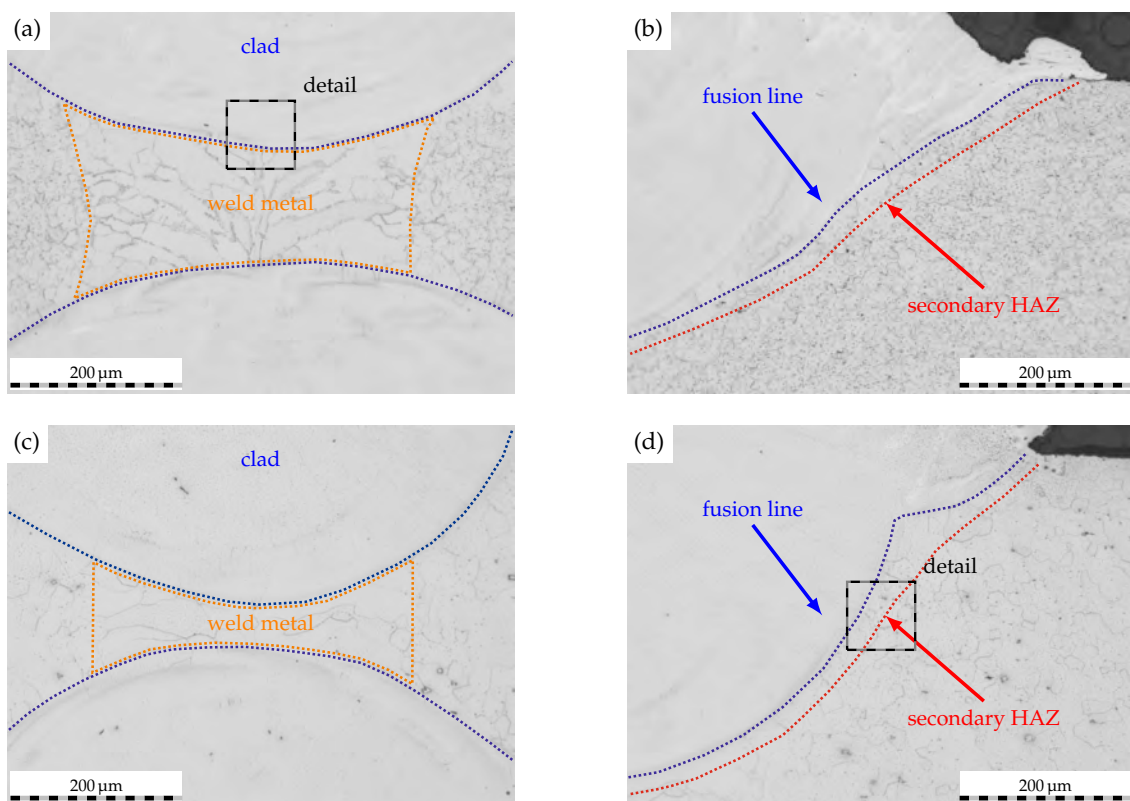 (a)
clad
detail
weld metal
200 µm
(b)
fusion line
secondary HAZ
200 µm
(c)
clad
weld metal
200 µm
(d)
fusion line
detail
secondary HAZ
200 µm